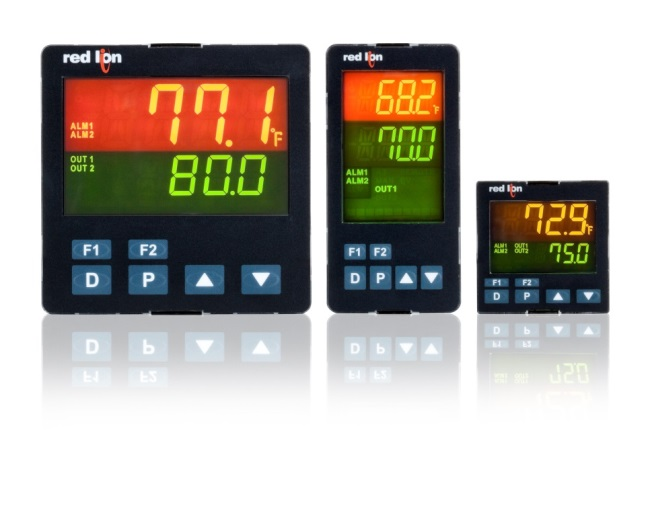 red lion
77.1°F
ALM1
ALM2
80.0
OUT 1
OUT 2
F1 F2
D P
red lion
68.2°F
70.0
ALM1
ALM2
OUT1
F1 F2
D P
red lion
72.9°F
ALM1 OUT1
ALM2 OUT2
75.0
F1 F2
D P